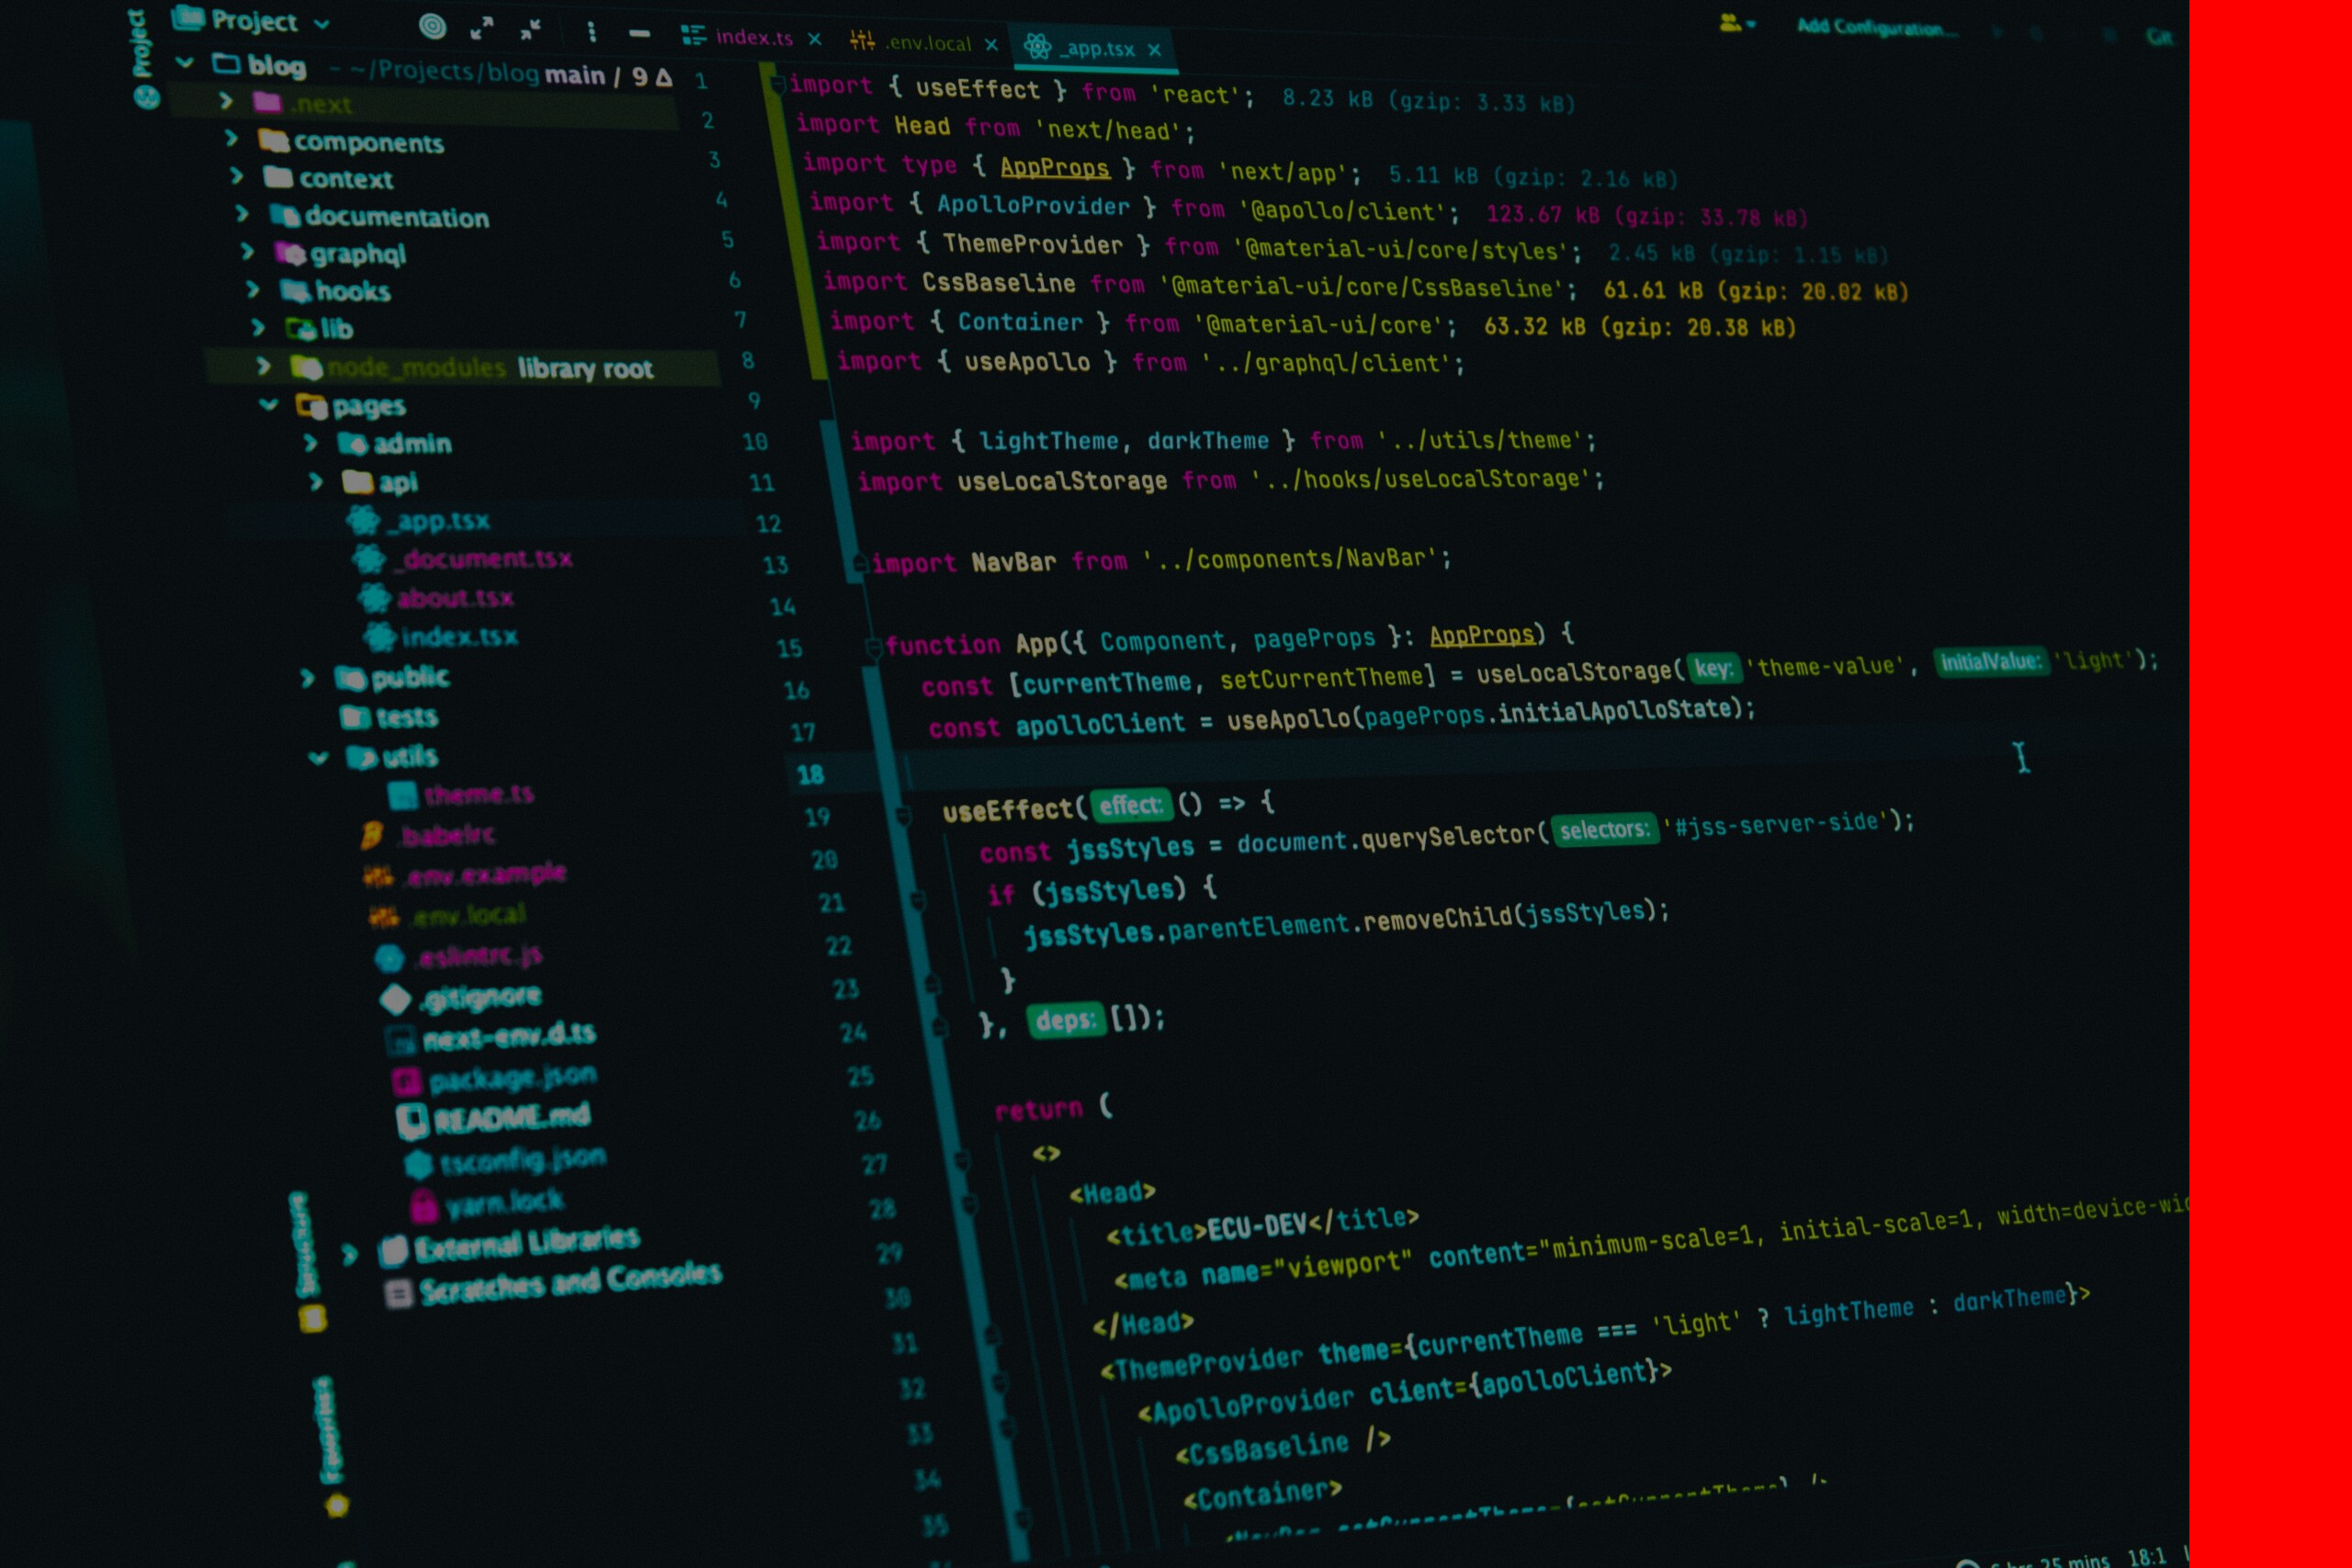 Project
Project
index.ts
.env.local
_app.tsx
Add Configuration...
Git
blog ~/Projects/blog main / 9 Δ
.next
components
context
documentation
graphql
hooks
lib
node_modules library root
pages
admin
api
_app.tsx
_document.tsx
about.tsx
index.tsx
public
tests
utils
theme.ts
.babelrc
.env.example
.env.local
.eslintrc.js
.gitignore
next-env.d.ts
package.json
README.md
tsconfig.json
yarn.lock
External Libraries
Scratches and Consoles
Structure
Favorites
1 import { useEffect } from 'react'; 8.23 kB (gzip: 3.33 kB)
2 import Head from 'next/head';
3 import type { AppProps } from 'next/app'; 5.11 kB (gzip: 2.16 kB)
4 import { ApolloProvider } from '@apollo/client'; 123.67 kB (gzip: 33.78 kB)
5 import { ThemeProvider } from '@material-ui/core/styles'; 2.45 kB (gzip: 1.15 kB)
6 import CssBaseline from '@material-ui/core/CssBaseline'; 61.61 kB (gzip: 20.02 kB)
7 import { Container } from '@material-ui/core'; 63.32 kB (gzip: 20.38 kB)
8 import { useApollo } from '../graphql/client';
9
10 import { lightTheme, darkTheme } from '../utils/theme';
11 import useLocalStorage from '../hooks/useLocalStorage';
12
13 import NavBar from '../components/NavBar';
14
15 function App({ Component, pageProps }: AppProps) {
16 const [currentTheme, setCurrentTheme] = useLocalStorage( key: 'theme-value', initialValue: 'light');
17 const apolloClient = useApollo(pageProps.initialApolloState);
18
19 useEffect( effect: () => {
20 const jssStyles = document.querySelector( selectors: '#jss-server-side');
21 if (jssStyles) {
22 jssStyles.parentElement.removeChild(jssStyles);
23 }
24 }, deps: []);
25
26 return (
27 <>
28 <Head>
29 <title>ECU-DEV</title>
30 <meta name="viewport" content="minimum-scale=1, initial-scale=1, width=device-wi
31 </Head>
32 <ThemeProvider theme={currentTheme === 'light' ? lightTheme : darkTheme}>
33 <ApolloProvider client={apolloClient}>
34 <CssBaseline />
35 <Container>
<NavBar setCurrentTheme={setCurrentTheme} />
25 mins 18:1